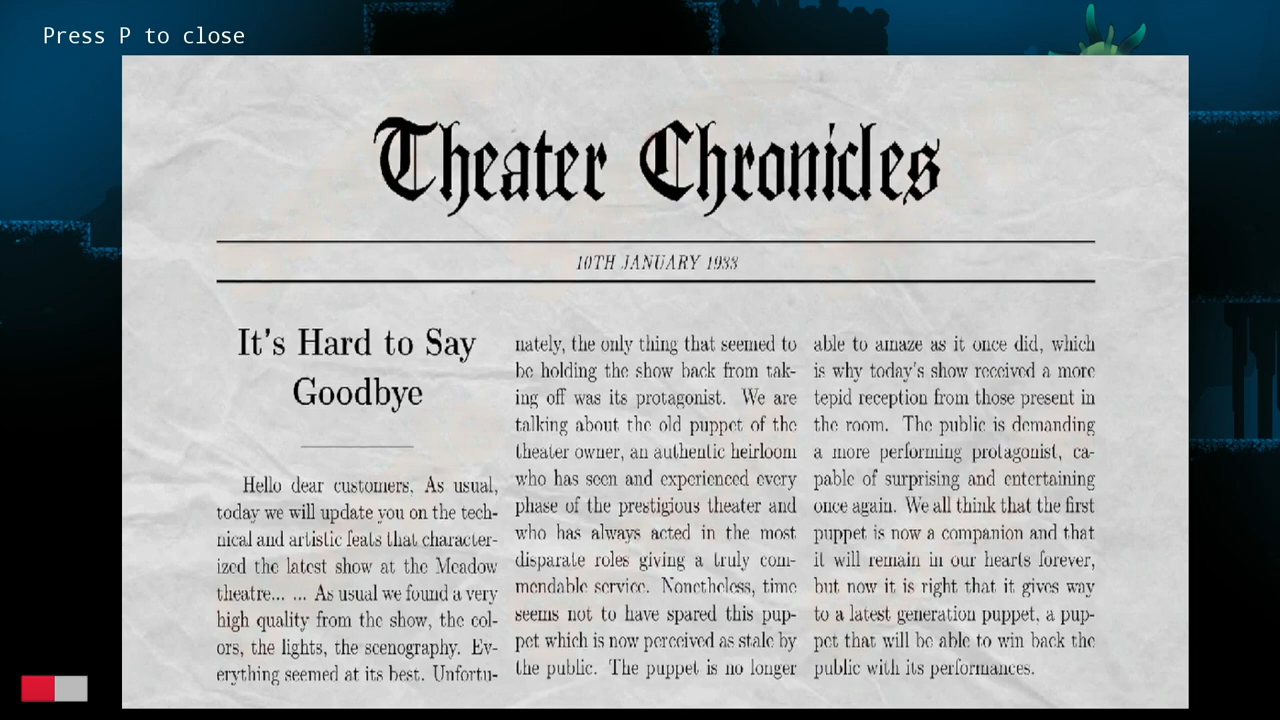 Press P to close
Theater Chronicles
10TH JANUARY 1933
It's Hard to Say
Goodbye
Hello dear customers. As usual,
today we will update you on the tech-
nical and artistic feats that character-
ized the latest show at the Meadow
theatre... ... As usual we found a very
high quality from the show, the col-
ors, the lights, the scenography. Ev-
erything seemed at its best. Unfortu-
nately, the only thing that seemed to
be holding the show back from tak-
ing off was its protagonist. We are
talking about the old puppet of the
theater owner, an authentic heirloom
who has seen and experienced every
phase of the prestigious theater and
who has always acted in the most
disparate roles giving a truly com-
mendable service. Nonetheless, time
seems not to have spared this pup-
pet which is now perceived as stale by
the public. The puppet is no longer
able to amaze as it once did, which
is why today's show received a more
tepid reception from those present in
the room. The public is demanding
a more performing protagonist, ca-
pable of surprising and entertaining
once again. We all think that the first
puppet is now a companion and that
it will remain in our hearts forever,
but now it is right that it gives way
to a latest generation puppet, a pup-
pet that will be able to win back the
public with its performances.